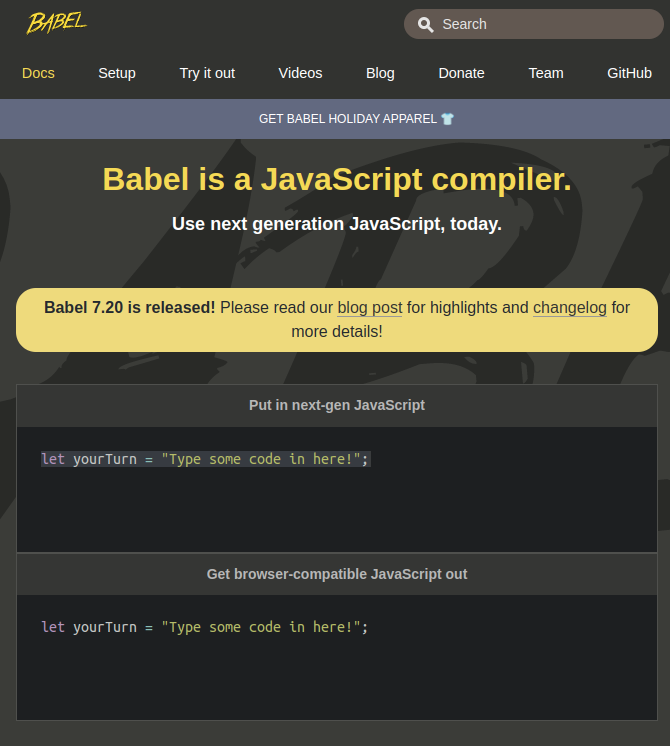 BABEL
Search
Docs Setup Try it out Videos Blog Donate Team GitHub
GET BABEL HOLIDAY APPAREL 👕
Babel is a JavaScript compiler.
Use next generation JavaScript, today.
Babel 7.20 is released! Please read our blog post for highlights and changelog for
more details!
Put in next-gen JavaScript
let yourTurn = "Type some code in here!";
Get browser-compatible JavaScript out
let yourTurn = "Type some code in here!";